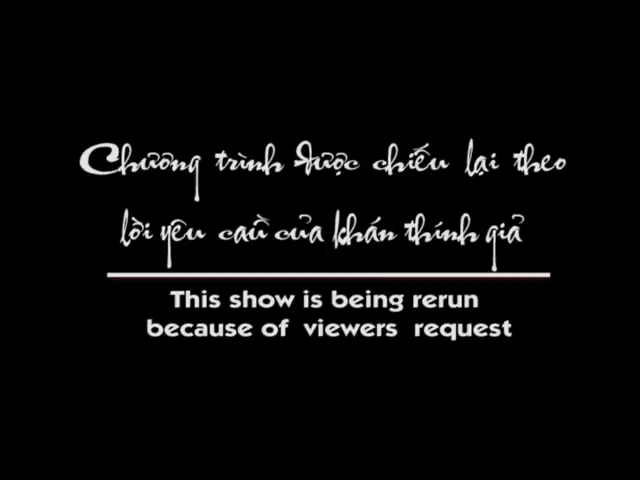 Chương trình được chiếu lại theo
lời yêu cầu của khán thính giả
This show is being rerun
because of viewers request